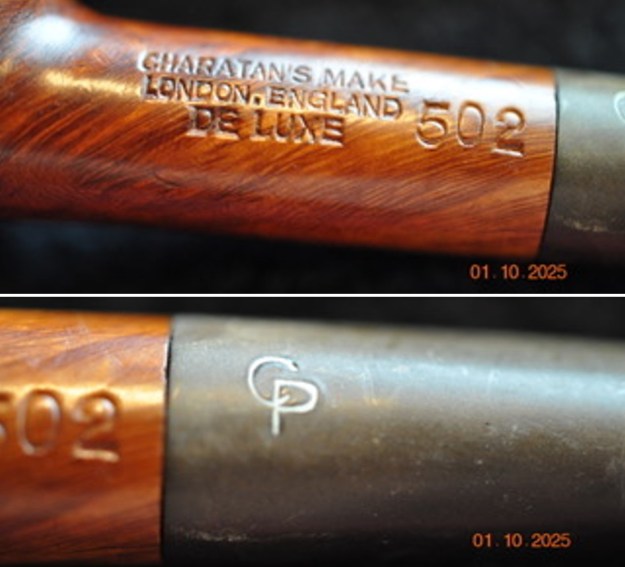 CHARATAN'S MAKE
LONDON, ENGLAND
DE LUXE
502
01.10.2025
502
CP
01.10.2025